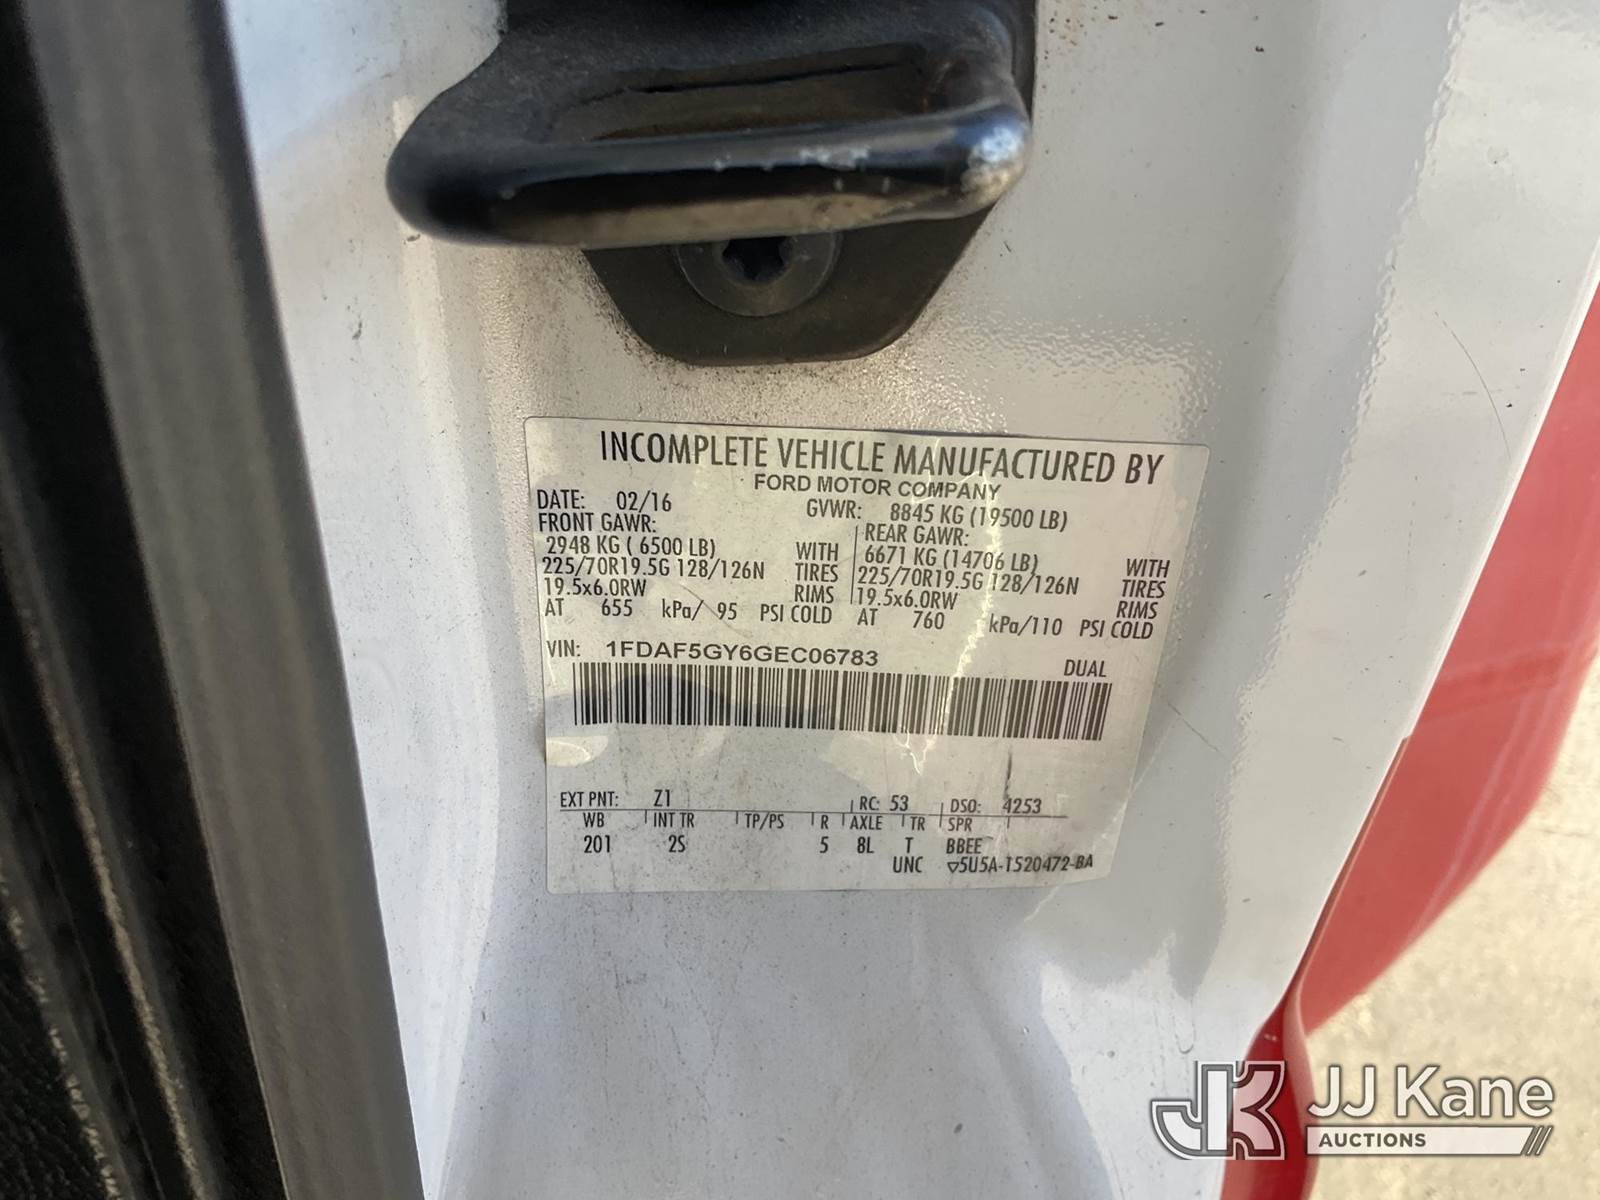 INCOMPLETE VEHICLE MANUFACTURED BY
FORD MOTOR COMPANY
DATE: 02/16 GVWR: 8845 KG (19500 LB)
FRONT GAWR: REAR GAWR:
2948 KG ( 6500 LB) WITH 6671 KG (14706 LB) WITH
225/70R19.5G 128/126N TIRES 225/70R19.5G 128/126N TIRES
19.5x6.0RW RIMS 19.5x6.0RW RIMS
AT 655 kPa/ 95 PSI COLD AT 760 kPa/110 PSI COLD
VIN: 1FDAF5GY6GEC06783 DUAL
EXT PNT: Z1 RC: 53 DSO: 4253
WB INT TR TP/PS R AXLE TR SPR
201 2S 5 8L T BBEE
UNC ▽5U5A-1520472-BA
JK JJ Kane
AUCTIONS